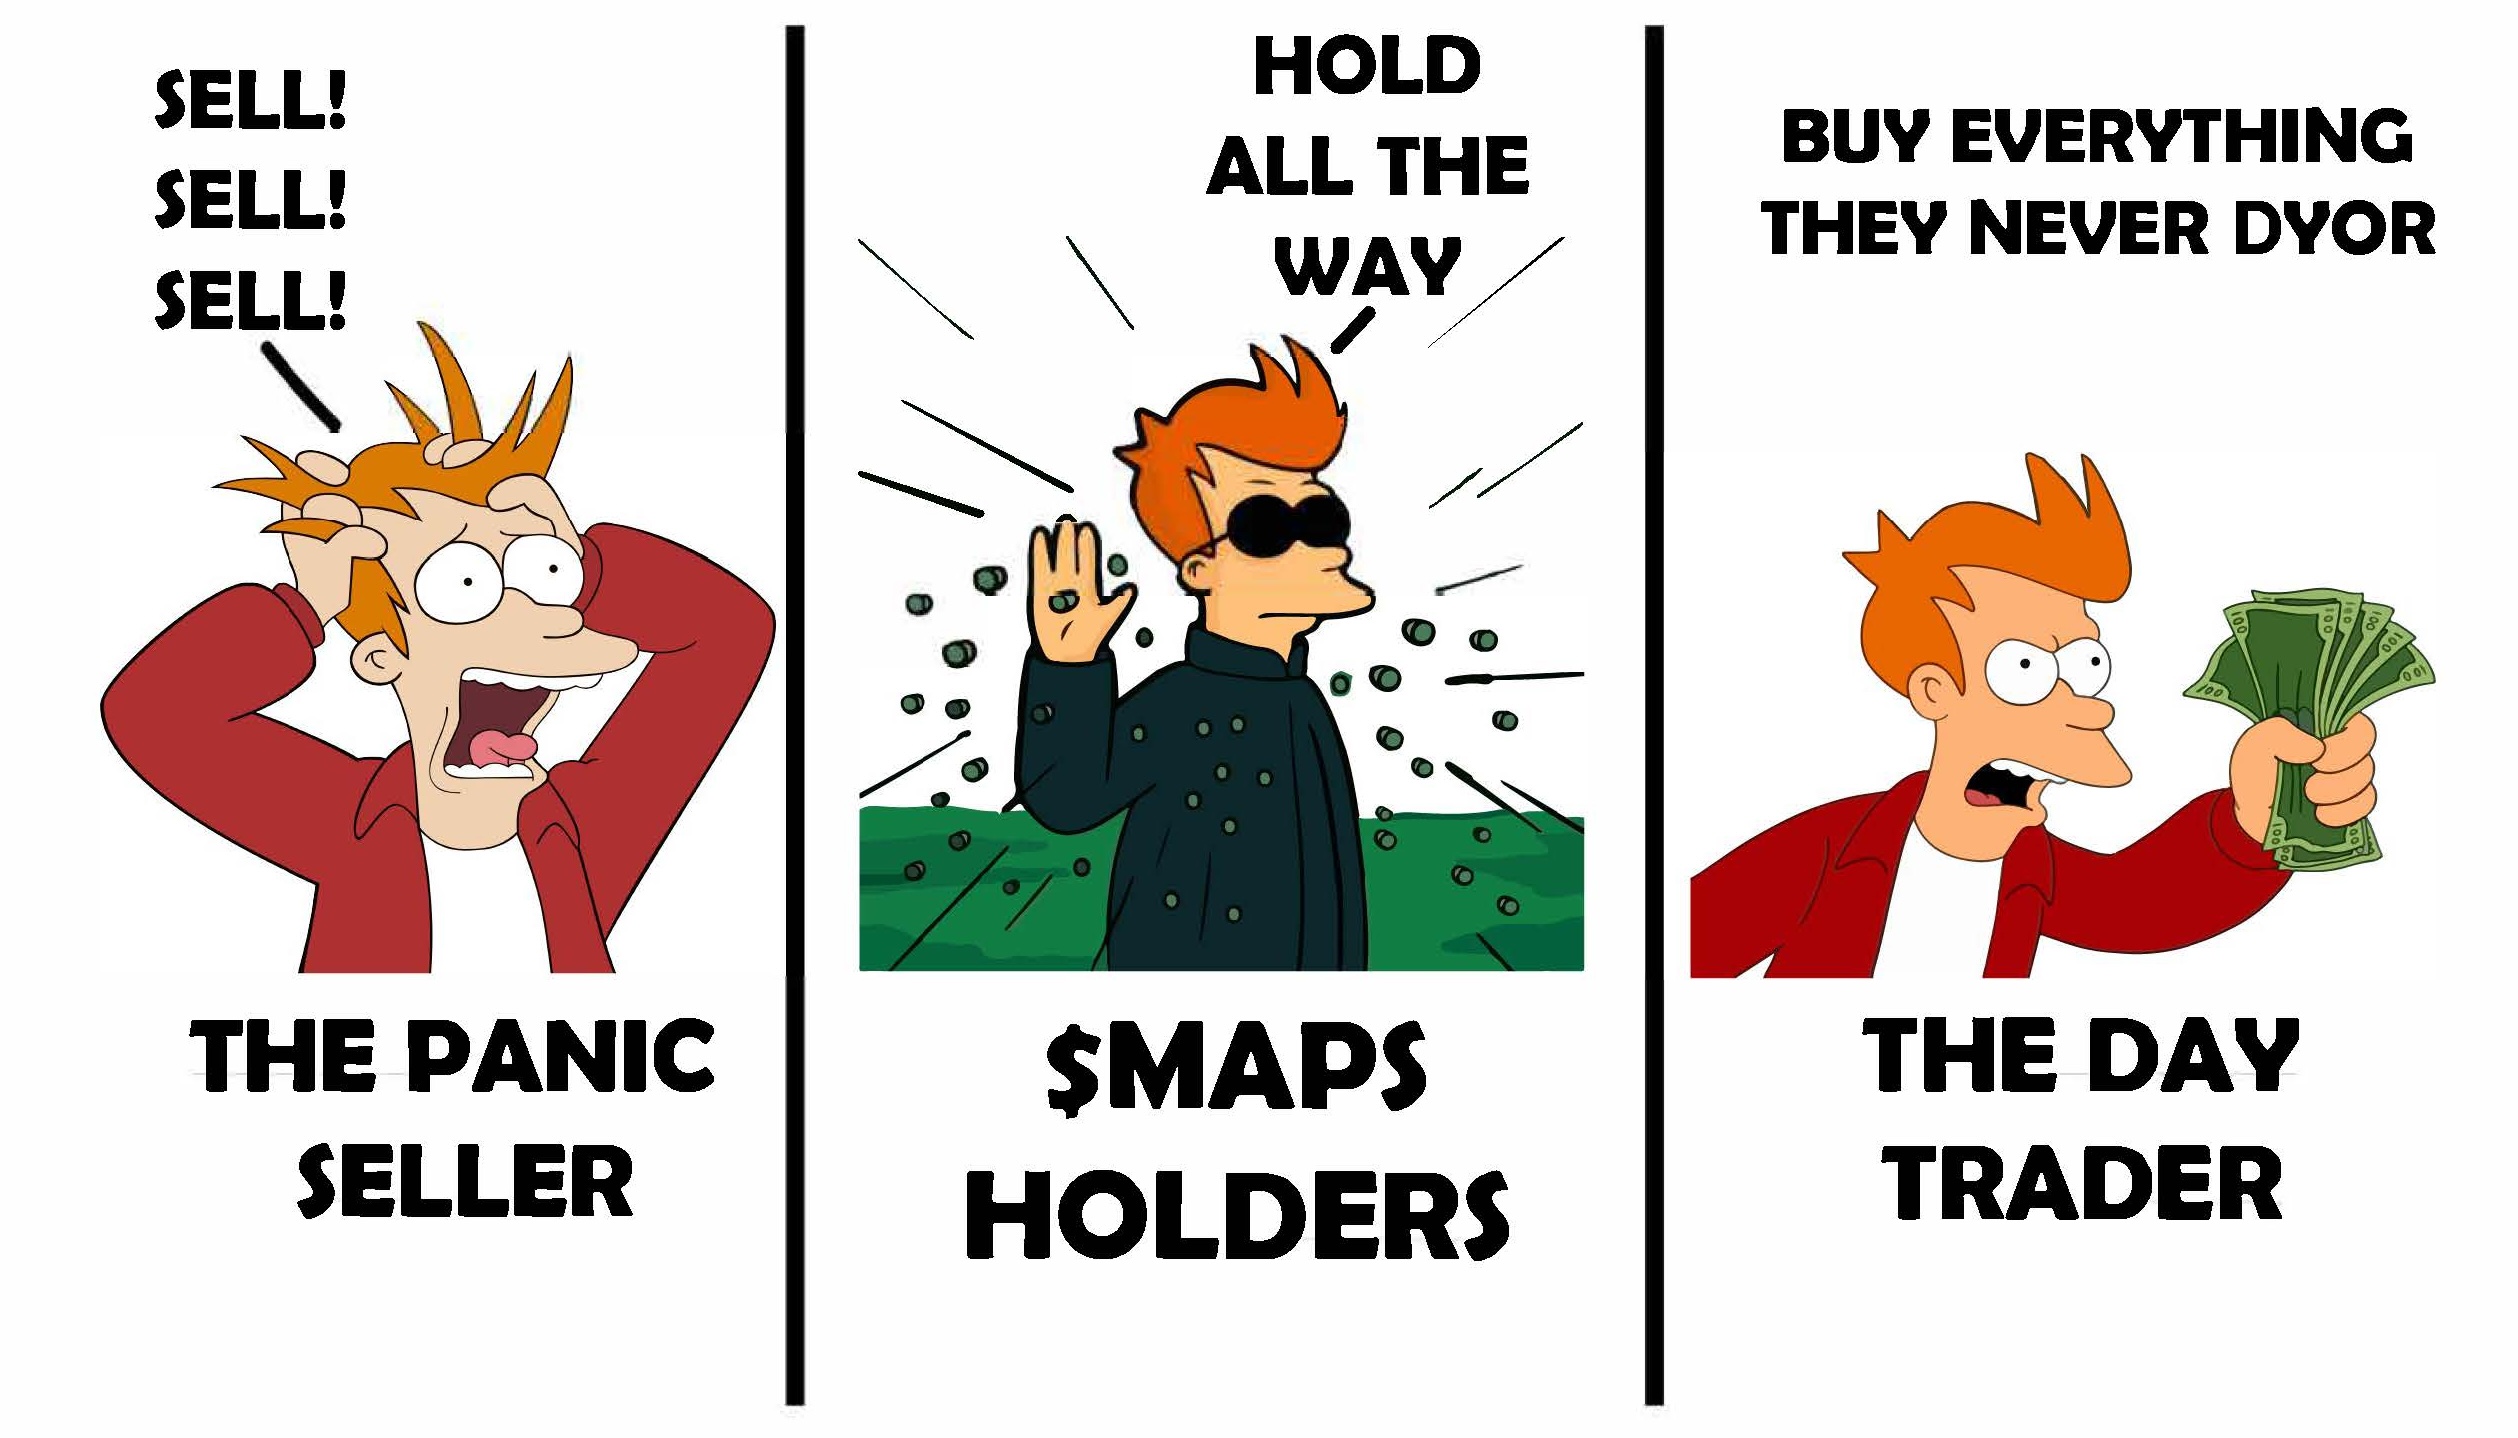 SELL!
SELL!
SELL!
THE PANIC
SELLER
HOLD
ALL THE
WAY
$MAPS
HOLDERS
BUY EVERYTHING
THEY NEVER DYOR
100
THE DAY
TRADER